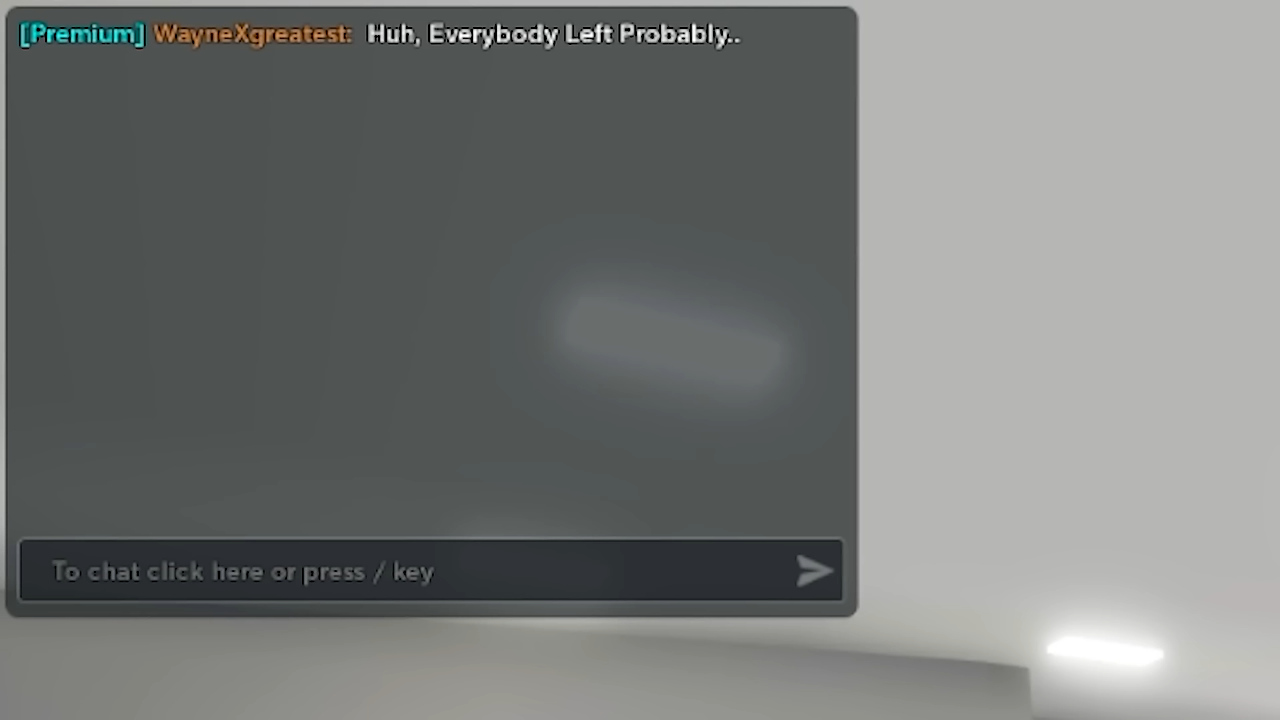 [Premium] WayneXgreatest: Huh, Everybody Left Probably..
To chat click here or press / key